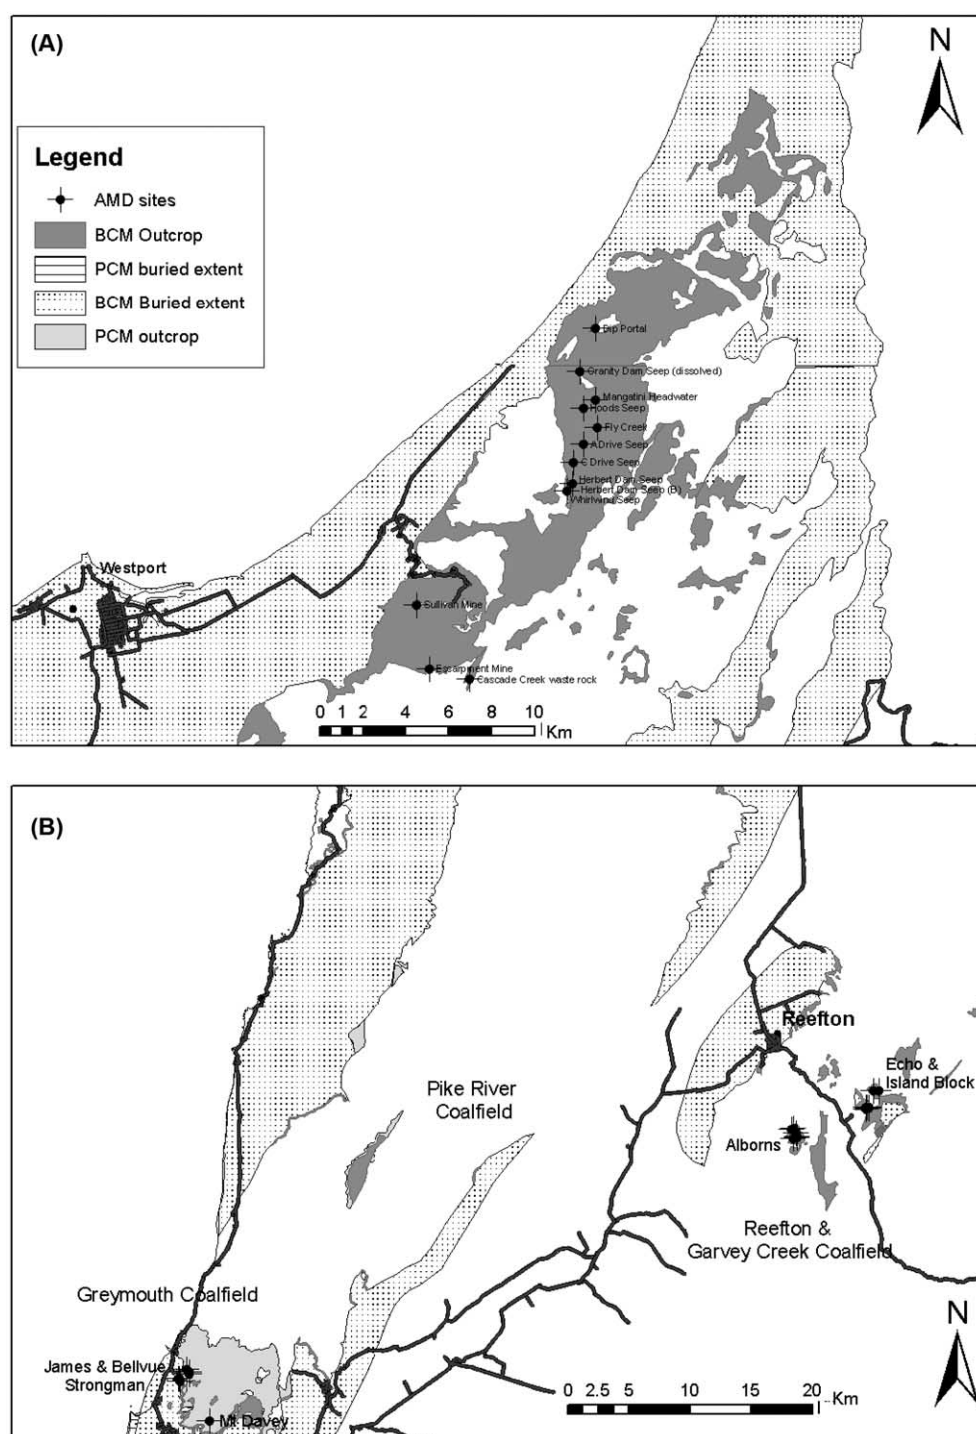 (A)
N
Legend
AMD sites
BCM Outcrop
PCM buried extent
BCM Buried extent
PCM outcrop
Dip Portal
Granity Dam Seep (dissolved)
Mangatini Headwater
Hoods Seep
Fly Creek
A Drive Seep
C Drive Seep
Herbert Dam Seep
Herbert Dam Seep (B)
Whirlwind Seep
Westport
Sullivan Mine
Escarpment Mine
Cascade Creek waste rock
0 1 2 4 6 8 10
Km
(B)
Reefton
Echo &
Island Block
Pike River
Coalfield
Alborns
Reefton &
Garvey Creek Coalfield
Greymouth Coalfield
N
James & Bellvue
Strongman
Mt Davey
0 2.5 5 10 15 20
Km